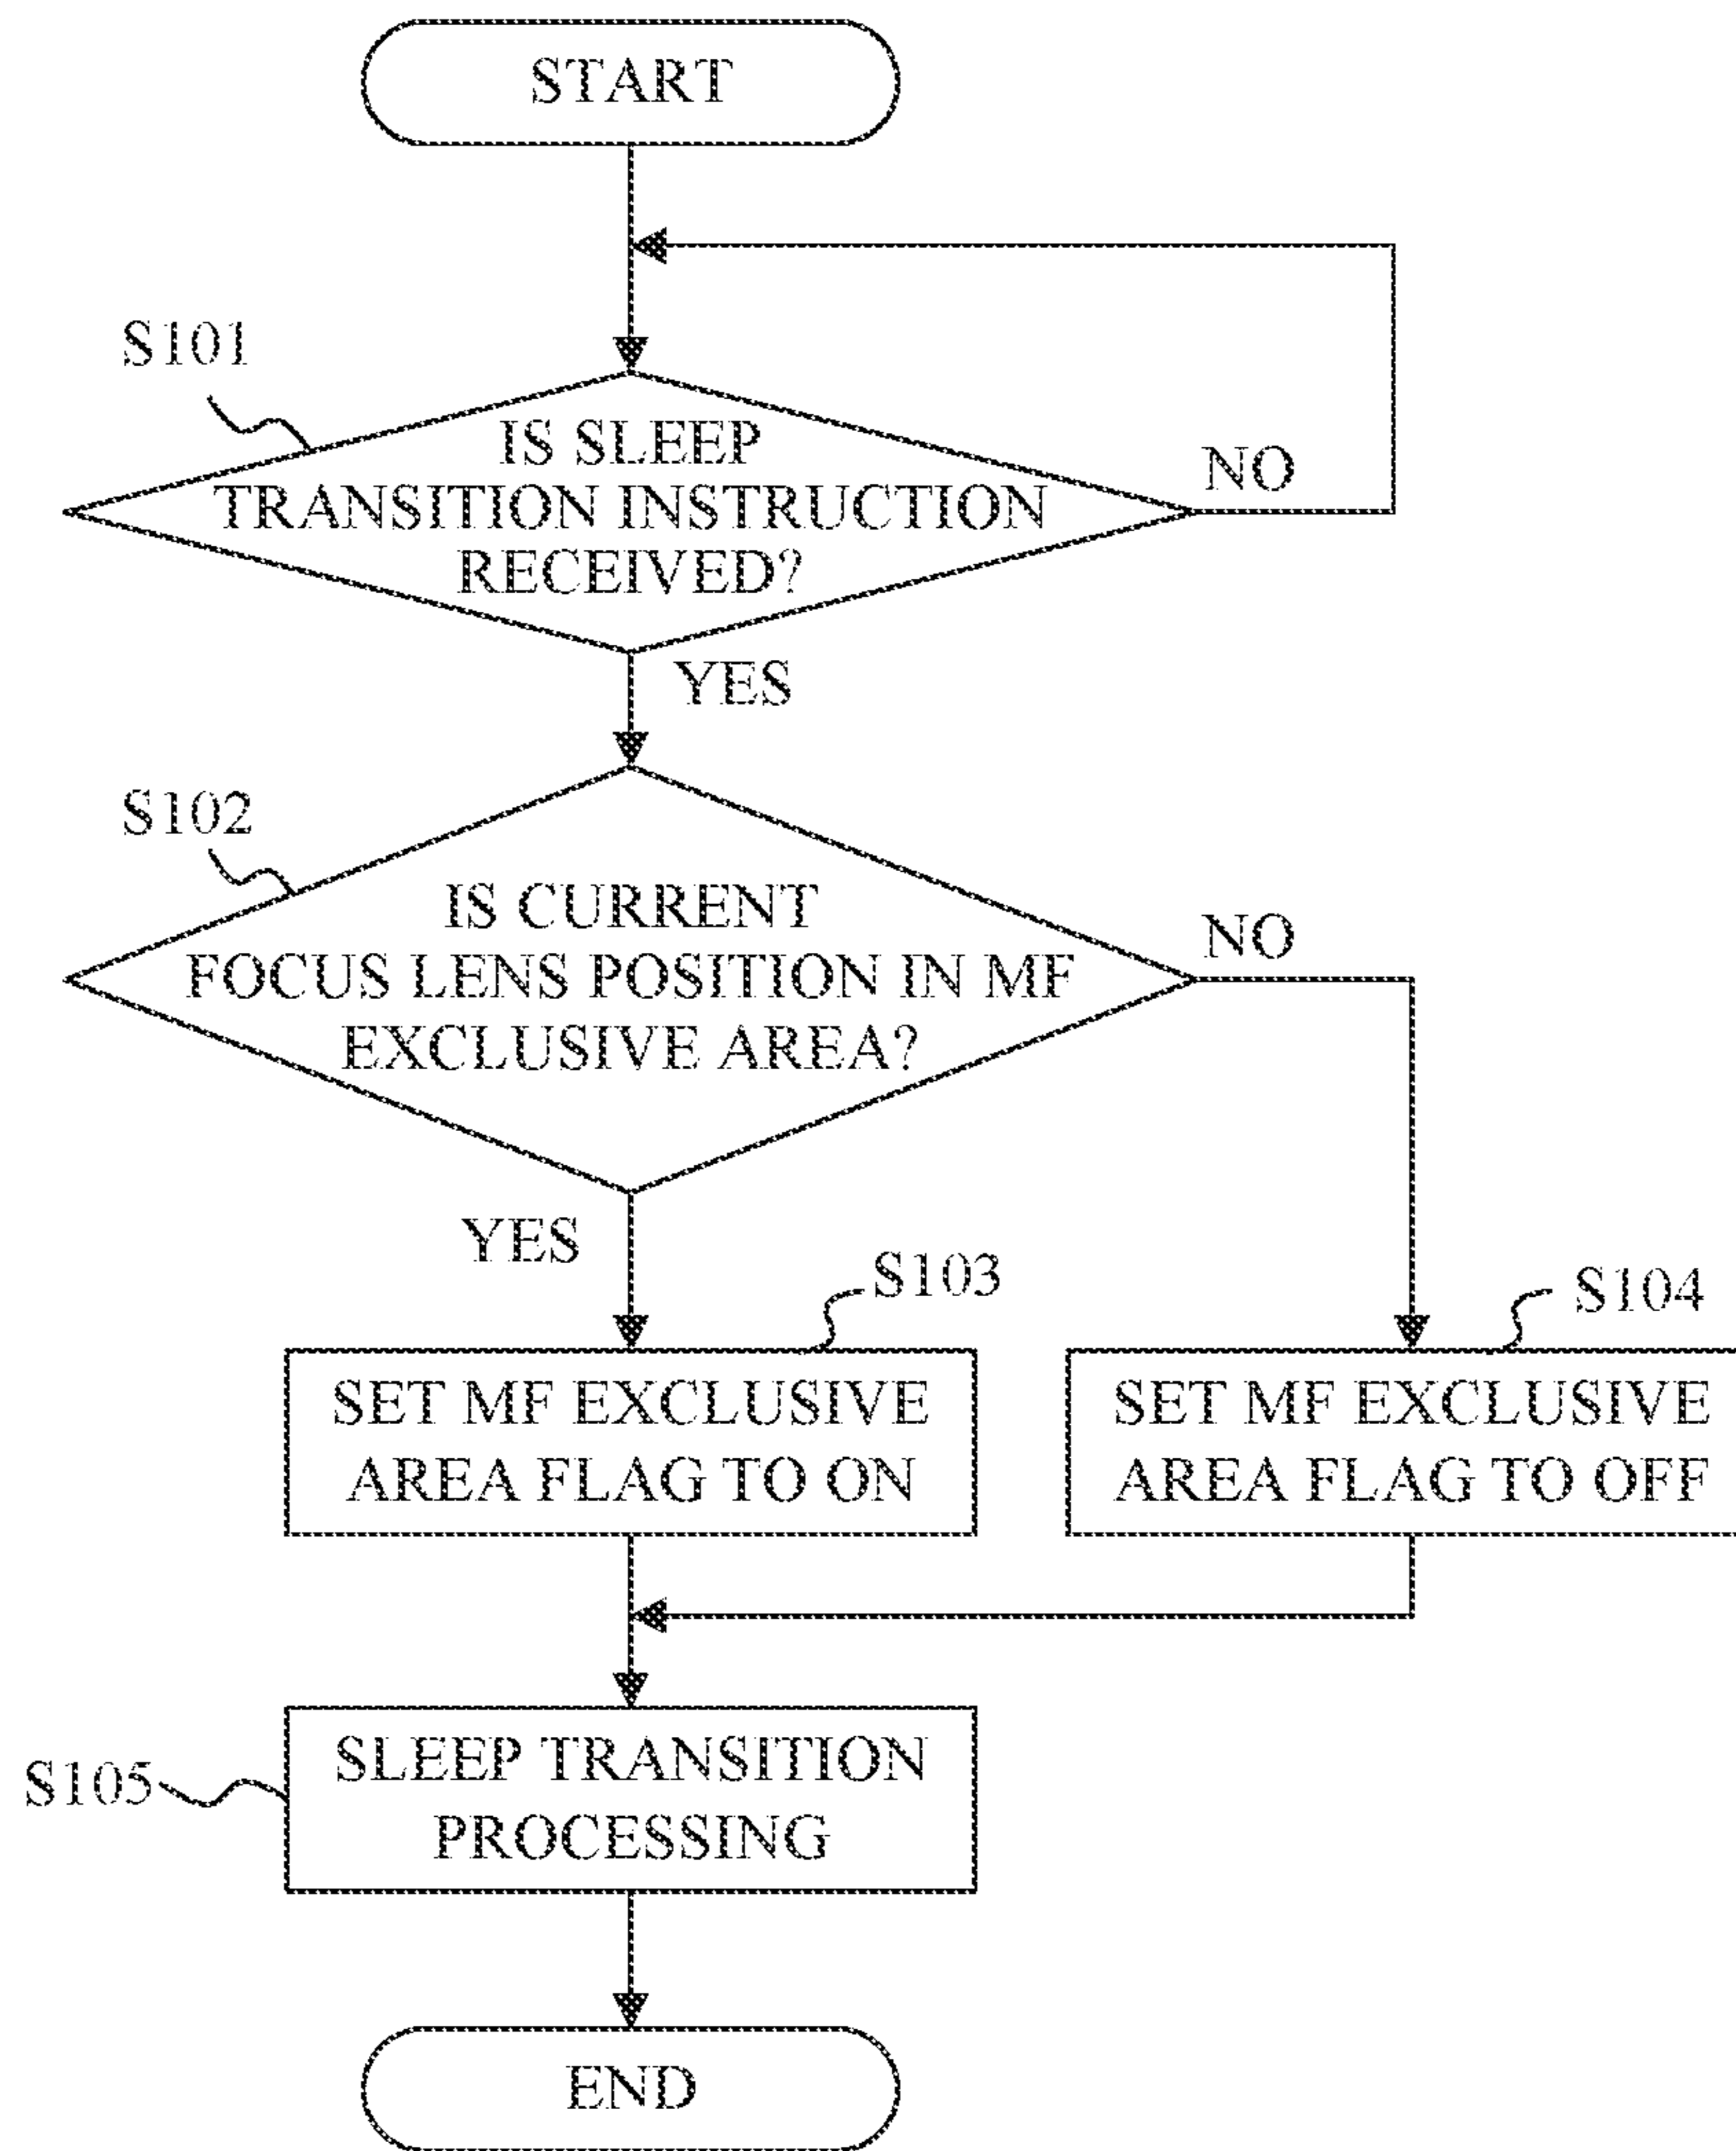 START
S101
IS SLEEP
TRANSITION INSTRUCTION
RECEIVED?
NO
YES
S102
IS CURRENT
FOCUS LENS POSITION IN MF
EXCLUSIVE AREA?
NO
YES
S103
SET MF EXCLUSIVE
AREA FLAG TO ON
S104
SET MF EXCLUSIVE
AREA FLAG TO OFF
S105
SLEEP TRANSITION
PROCESSING
END